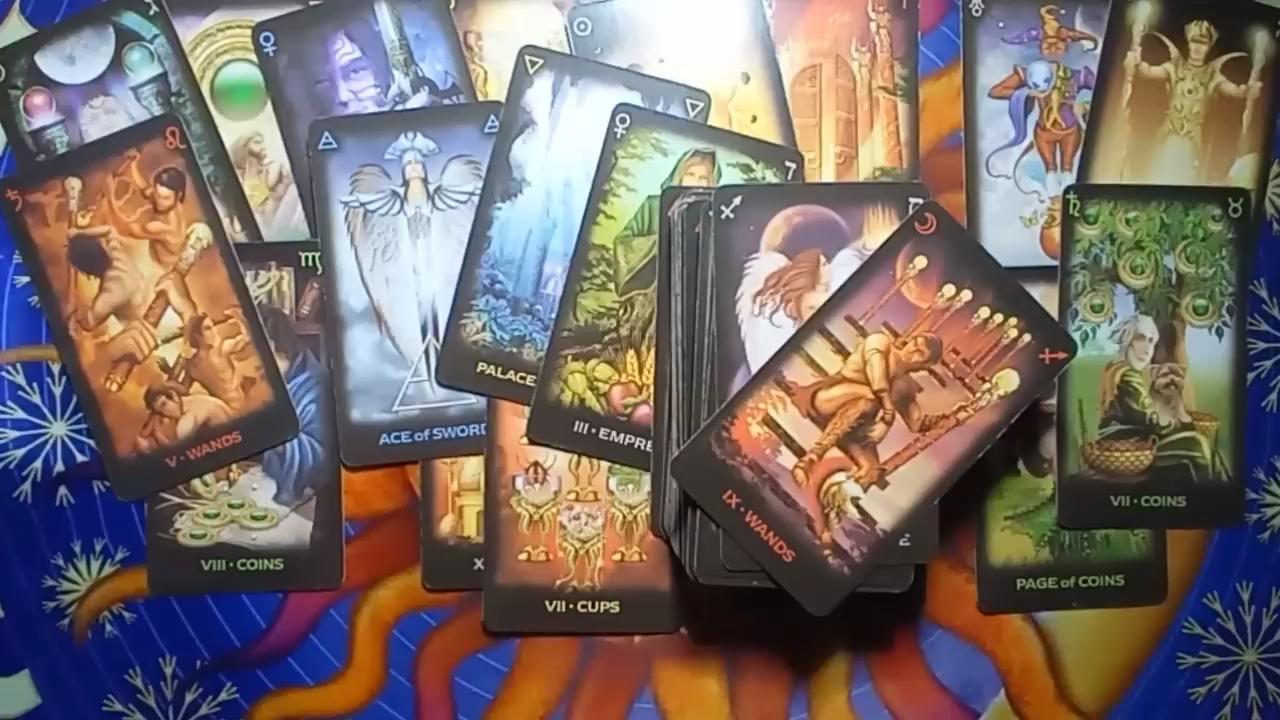 V • WANDS
ACE of SWORD
PALACE
III • EMPRE
IX • WANDS
VII • COINS
VIII • COINS
X
VII • CUPS
E
PAGE of COINS